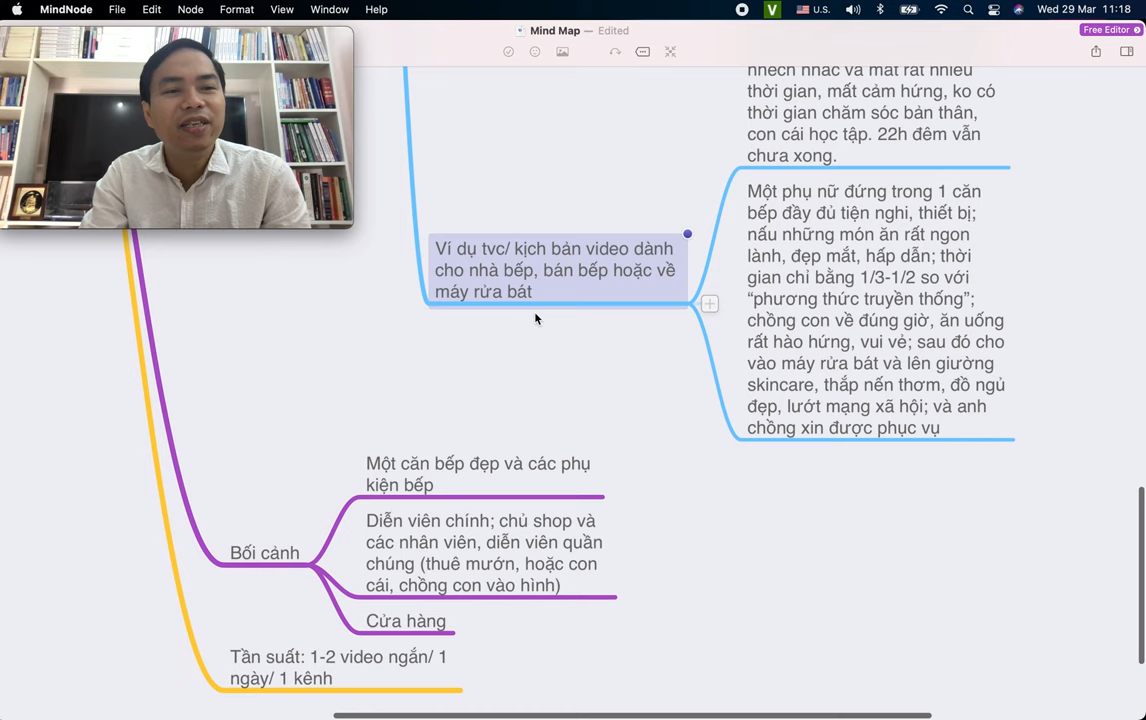 MindNode File Edit Node Format View Window Help
V U.S. Wed 29 Mar 11:18
Mind Map — Edited
Free Editor
nhếch nhác và mất rất nhiều
thời gian, mất cảm hứng, ko có
thời gian chăm sóc bản thân,
con cái học tập. 22h đêm vẫn
chưa xong.
Ví dụ tvc/ kịch bản video dành
cho nhà bếp, bán bếp hoặc về
máy rửa bát
Một phụ nữ đứng trong 1 căn
bếp đầy đủ tiện nghi, thiết bị;
nấu những món ăn rất ngon
lành, đẹp mắt, hấp dẫn; thời
gian chỉ bằng 1/3-1/2 so với
“phương thức truyền thống”;
chồng con về đúng giờ, ăn uống
rất hào hứng, vui vẻ; sau đó cho
vào máy rửa bát và lên giường
skincare, thắp nến thơm, đồ ngủ
đẹp, lướt mạng xã hội; và anh
chồng xin được phục vụ
Bối cảnh
Một căn bếp đẹp và các phụ
kiện bếp
Diễn viên chính; chủ shop và
các nhân viên, diễn viên quần
chúng (thuê mướn, hoặc con
cái, chồng con vào hình)
Cửa hàng
Tần suất: 1-2 video ngắn/ 1
ngày/ 1 kênh